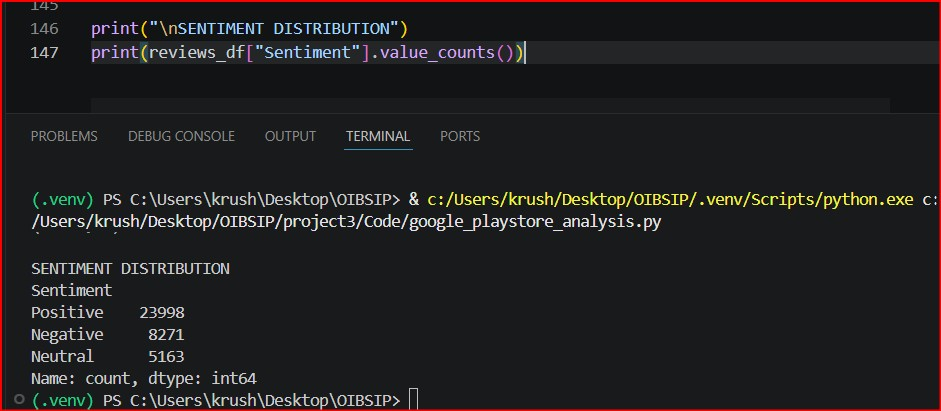 145
146 print("\nSENTIMENT DISTRIBUTION")
147 print(reviews_df["Sentiment"].value_counts())
PROBLEMS DEBUG CONSOLE OUTPUT TERMINAL PORTS
(.venv) PS C:\Users\krush\Desktop\OIBSIP> & c:/Users/krush/Desktop/OIBSIP/.venv/Scripts/python.exe c:
/Users/krush/Desktop/OIBSIP/project3/Code/google_playstore_analysis.py
SENTIMENT DISTRIBUTION
Sentiment
Positive 23998
Negative 8271
Neutral 5163
Name: count, dtype: int64
(.venv) PS C:\Users\krush\Desktop\OIBSIP>